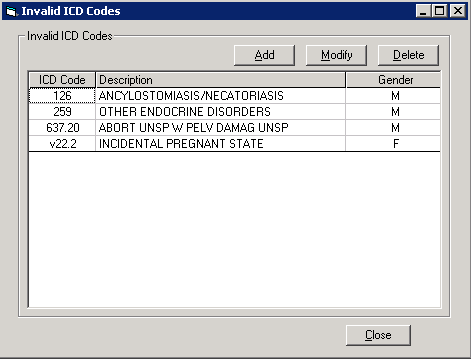 Invalid ICD Codes
Invalid ICD Codes
Add Modify Delete
ICD Code Description Gender
126 ANCYLOSTOMIASIS/NECATORIASIS M
259 OTHER ENDOCRINE DISORDERS M
637.20 ABORT UNSP W PELV DAMAG UNSP M
v22.2 INCIDENTAL PREGNANT STATE F
Close